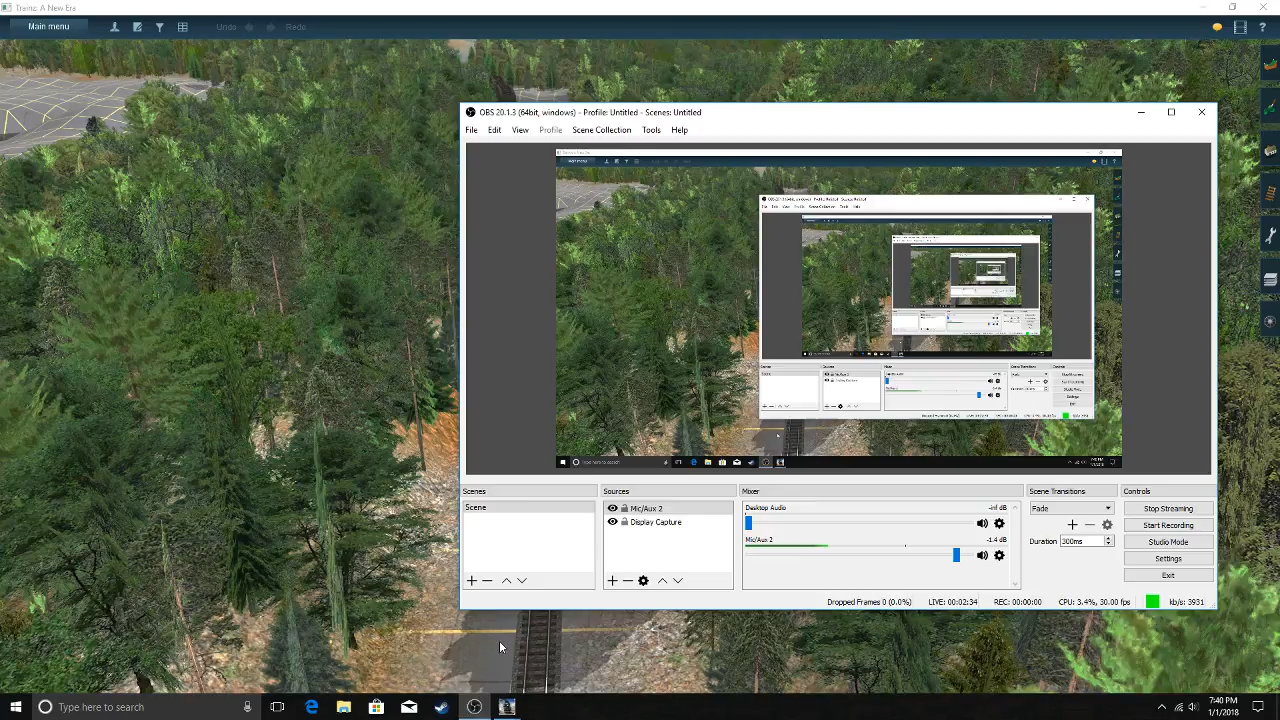 Trainz: A New Era
Main menu
Undo
Redo
?
OBS 20.1.3 (64bit, windows) - Profile: Untitled - Scenes: Untitled
File Edit View Profile Scene Collection Tools Help
Scenes
Scene
Sources
Mic/Aux 2
Display Capture
Mixer
Desktop Audio -inf dB
Mic/Aux 2 -1.4 dB
Scene Transitions
Fade
Duration 300ms
Controls
Stop Streaming
Start Recording
Studio Mode
Settings
Exit
Dropped Frames 0 (0.0%) LIVE: 00:02:34 REC: 00:00:00 CPU: 3.4%, 30.00 fps kb/s: 3931
Type here to search
7:40 PM
1/1/2018